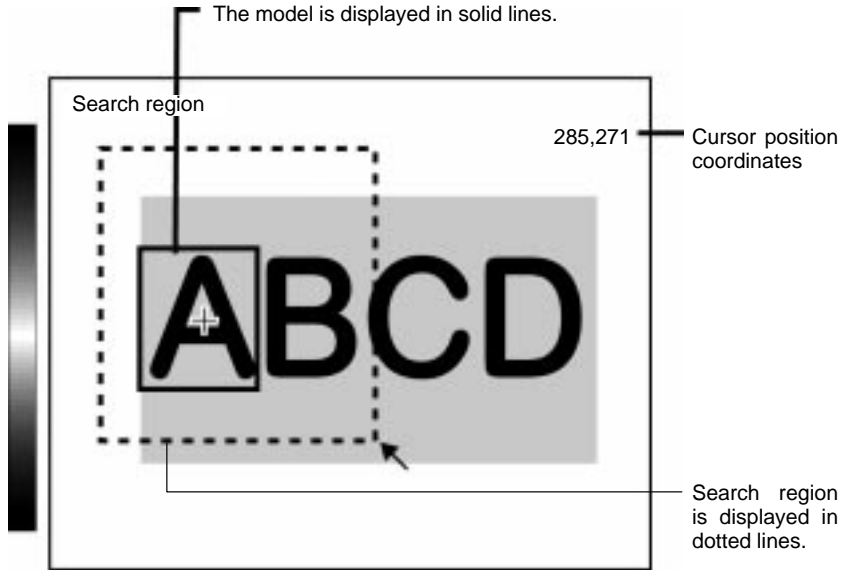 The model is displayed in solid lines.
Search region
285,271
Cursor position
coordinates
ABCD
Search region
is displayed in
dotted lines.